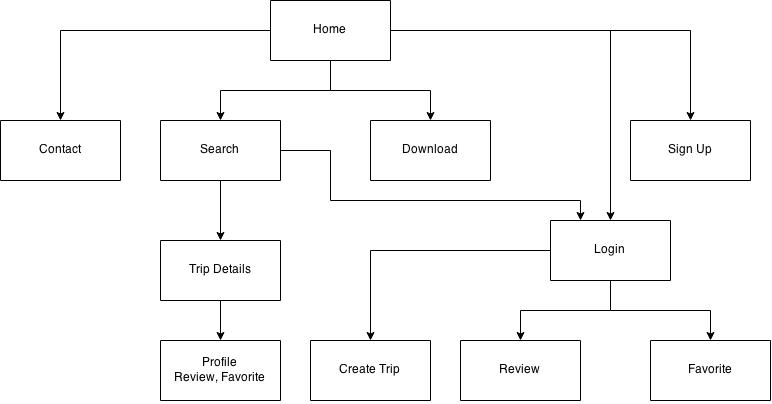 Home
Contact
Search
Download
Sign Up
Login
Trip Details
Profile
Review, Favorite
Create Trip
Review
Favorite